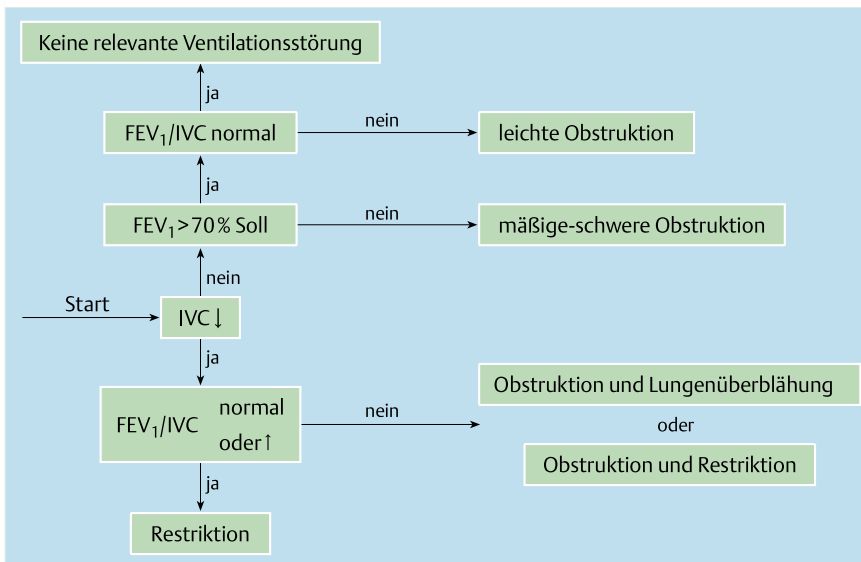 Keine relevante Ventilationsstörung
ja
FEV₁/IVC normal
nein
leichte Obstruktion
ja
FEV₁>70% Soll
nein
mäßige-schwere Obstruktion
nein
Start
IVC↓
ja
FEV₁/IVC normal
oder↑
nein
Obstruktion und Lungenüberblähung
oder
Obstruktion und Restriktion
ja
Restriktion